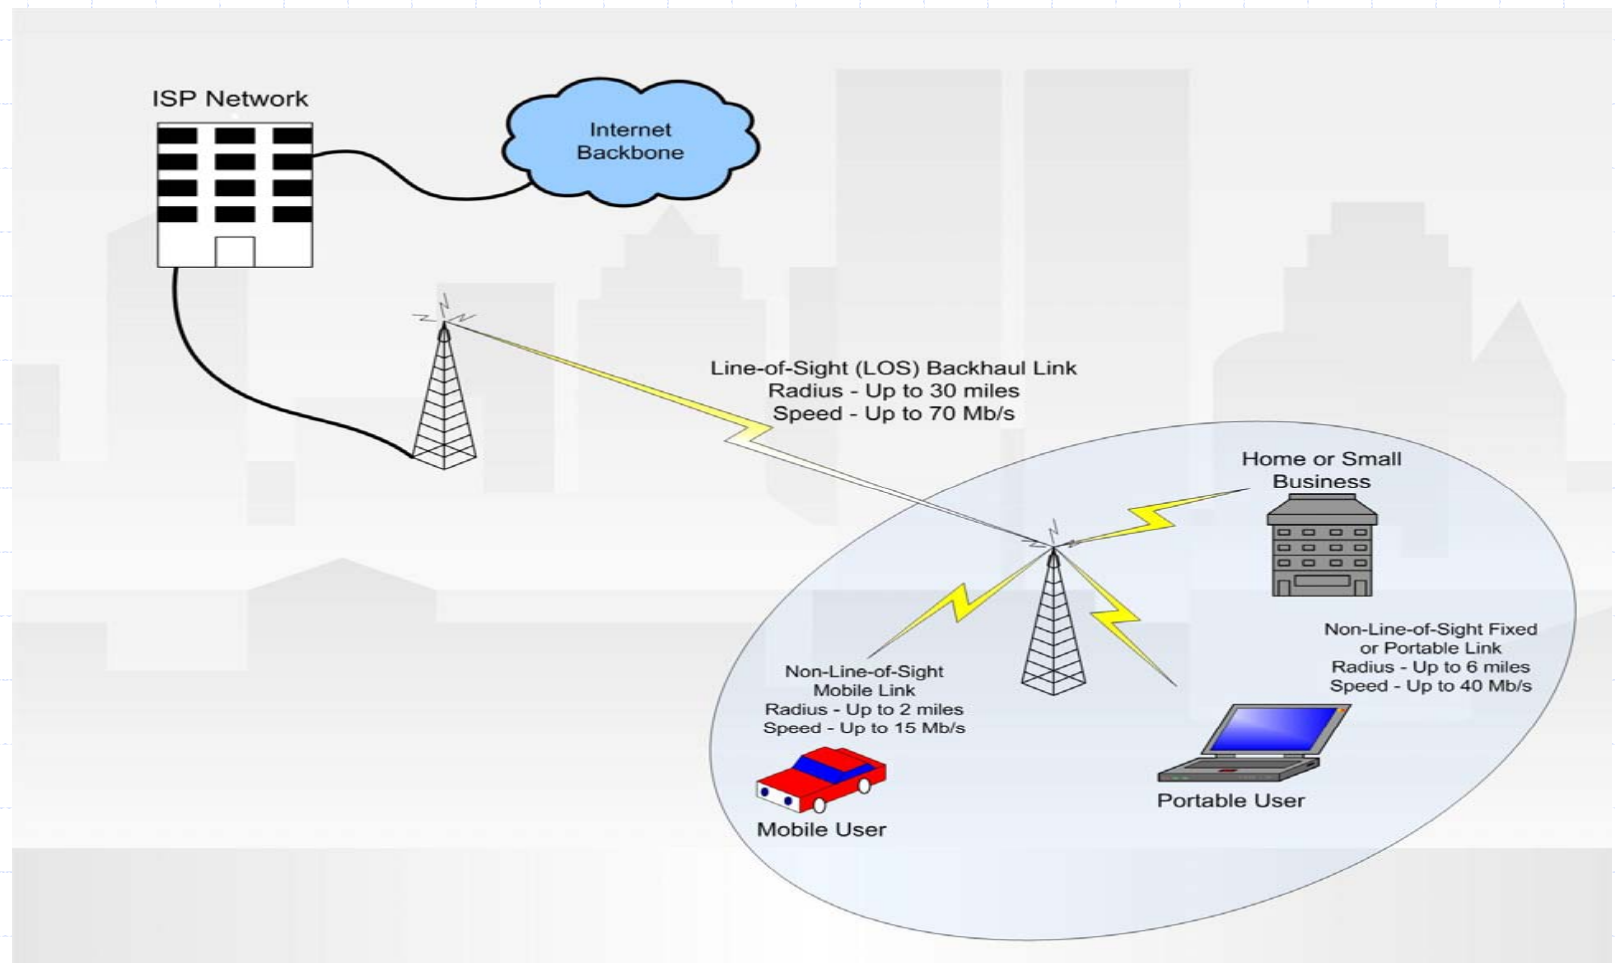 ISP Network
Internet
Backbone
Line-of-Sight (LOS) Backhaul Link
Radius - Up to 30 miles
Speed - Up to 70 Mb/s
Home or Small
Business
Non-Line-of-Sight Fixed
or Portable Link
Radius - Up to 6 miles
Speed - Up to 40 Mb/s
Non-Line-of-Sight
Mobile Link
Radius - Up to 2 miles
Speed - Up to 15 Mb/s
Portable User
Mobile User